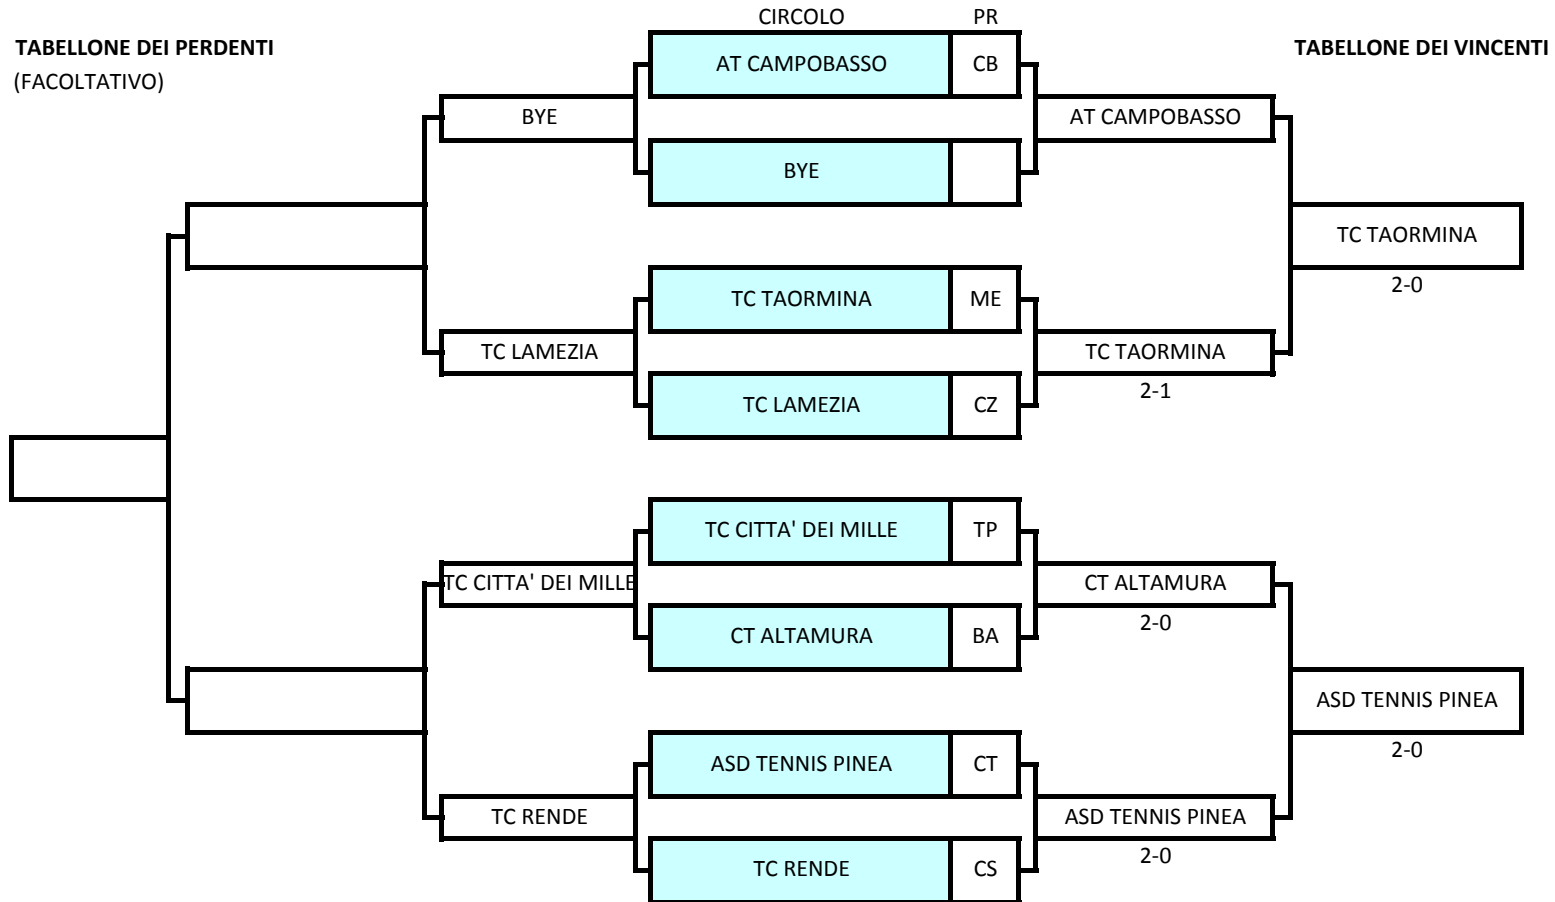 CIRCOLO PR
TABELLONE DEI PERDENTI
(FACOLTATIVO)
TABELLONE DEI VINCENTI
AT CAMPOBASSO CB
BYE
AT CAMPOBASSO
BYE
TC TAORMINA
2-0
TC TAORMINA ME
TC LAMEZIA
TC TAORMINA
2-1
TC LAMEZIA CZ
TC CITTA' DEI MILLE TP
TC CITTA' DEI MILLE
CT ALTAMURA
2-0
CT ALTAMURA BA
ASD TENNIS PINEA
2-0
ASD TENNIS PINEA CT
TC RENDE
ASD TENNIS PINEA
2-0
TC RENDE CS